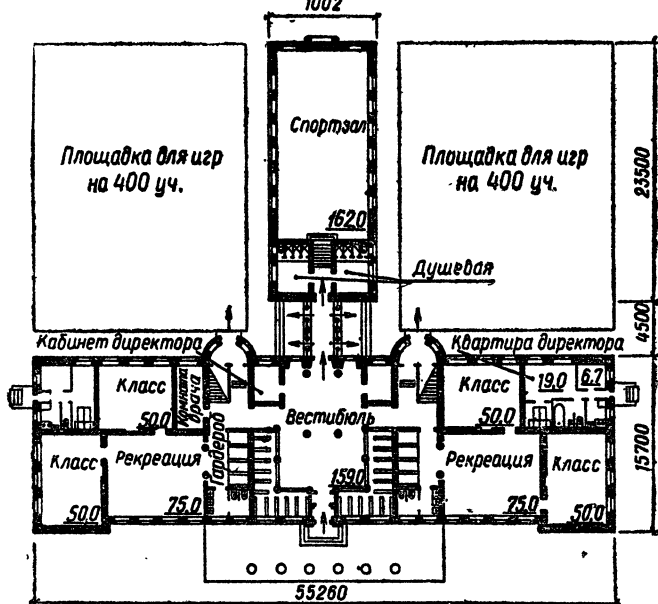 1002
Спортзал
Площадка для игр
на 400 уч.
Площадка для игр
на 400 уч.
23500
162.0
Душевая
4500
Кабинет директора
Квартира директора
Класс
50.0
Комната
врача
Вестибюль
Класс
50.0
19.0
6.7
15700
Класс
50.0
Рекреация
75.0
Гардероб
159.0
Рекреация
75.0
Класс
50.0
55260